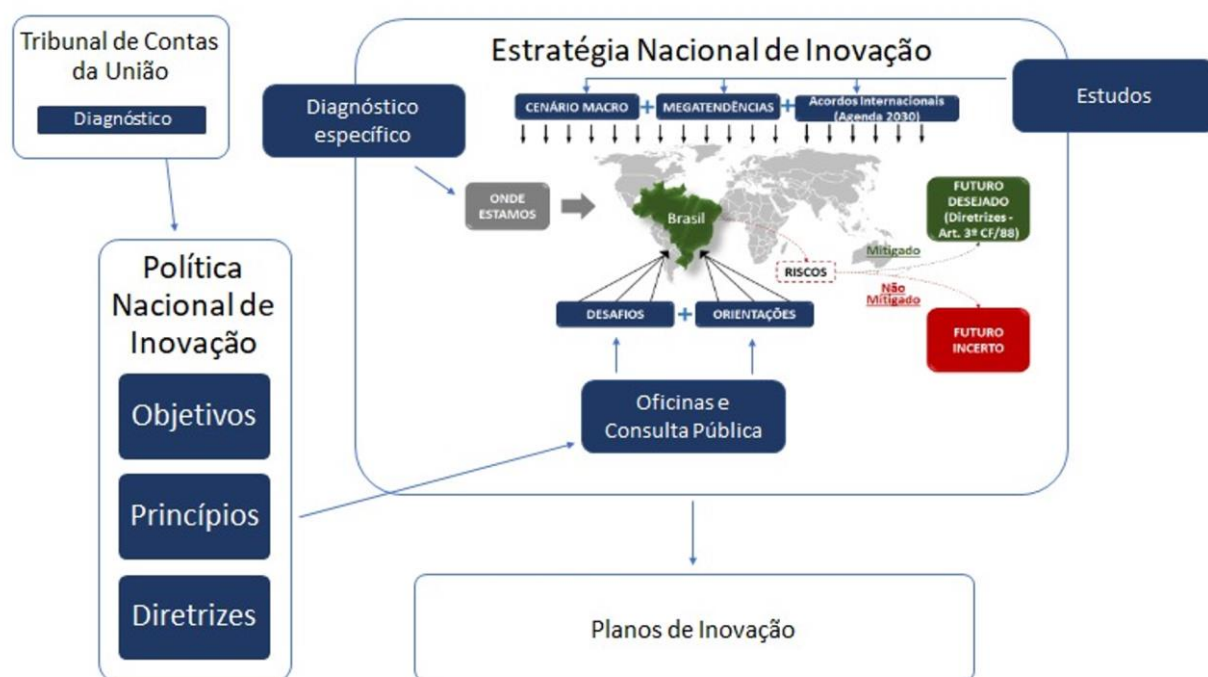 Tribunal de Contas
da União
Diagnóstico
Política
Nacional de
Inovação
Objetivos
Princípios
Diretrizes
Estratégia Nacional de Inovação
Diagnóstico
específico
CENÁRIO MACRO
+
MEGATENDÊNCIAS
+
Acordos Internacionais
(Agenda 2030)
Estudos
ONDE
ESTAMOS
Brasil
RISCOS
Mitigado
Não
Mitigado
FUTURO
DESEJADO
(Diretrizes -
Art. 3º CF/88)
FUTURO
INCERTO
DESAFIOS
+
ORIENTAÇÕES
Oficinas e
Consulta Pública
Planos de Inovação